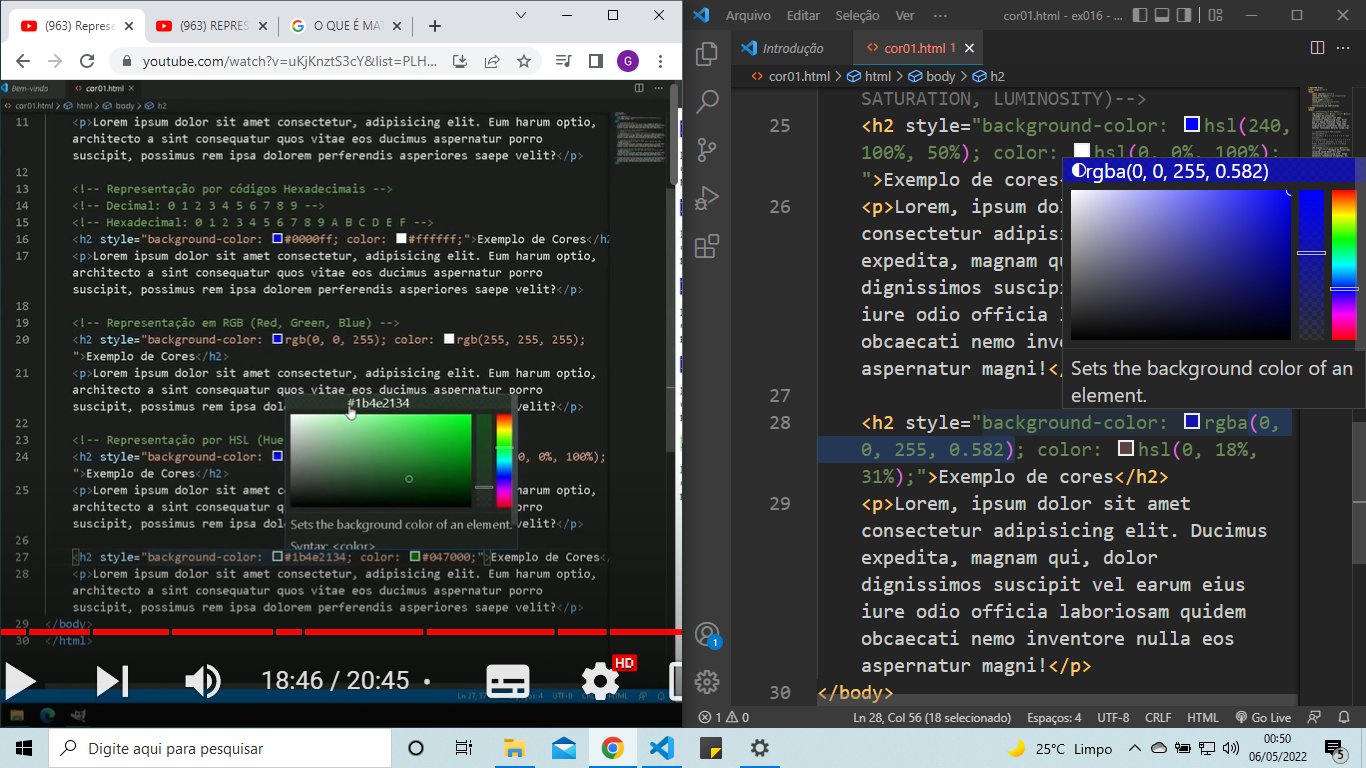 (963) Represe
(963) REPRES
O QUE É MA
youtube.com/watch?v=uKjKnztS3cY&list=PLH...
G
Bem-vindo
cor01.html
cor01.html > html > body > h2
11 <p>Lorem ipsum dolor sit amet consectetur, adipisicing elit. Eum harum optio,
architecto a sint consequatur quos vitae eos ducimus aspernatur porro
suscipit, possimus rem ipsa dolorem perferendis asperiores saepe velit?</p>
12
13 <!-- Representação por códigos Hexadecimais -->
14 <!-- Decimal: 0 1 2 3 4 5 6 7 8 9 -->
15 <!-- Hexadecimal: 0 1 2 3 4 5 6 7 8 9 A B C D E F -->
16 <h2 style="background-color: #0000ff; color: #ffffff;">Exemplo de Cores</h2
17 <p>Lorem ipsum dolor sit amet consectetur, adipisicing elit. Eum harum optio,
architecto a sint consequatur quos vitae eos ducimus aspernatur porro
suscipit, possimus rem ipsa dolorem perferendis asperiores saepe velit?</p>
18
19 <!-- Representação em RGB (Red, Green, Blue) -->
20 <h2 style="background-color: rgb(0, 0, 255); color: rgb(255, 255, 255);
">Exemplo de Cores</h2>
21 <p>Lorem ipsum dolor sit amet consectetur, adipisicing elit. Eum harum optio,
architecto a sint consequatur quos vitae eos ducimus aspernatur porro
suscipit, possimus rem ipsa dol
22
23 <!-- Representação por HSL (Hue
24 <h2 style="background-color: 0, 0%, 100%);
">Exemplo de Cores</h2>
25 <p>Lorem ipsum dolor sit amet c Eum harum optio,
architecto a sint consequatur q porro
suscipit, possimus rem ipsa dol velit?</p>
26
#1b4e2134
Sets the background color of an element.
Syntax: <color>
27 <h2 style="background-color: #1b4e2134; color: #047000;">Exemplo de Cores</
28 <p>Lorem ipsum dolor sit amet consectetur, adipisicing elit. Eum harum optio,
architecto a sint consequatur quos vitae eos ducimus aspernatur porro
suscipit, possimus rem ipsa dolorem perferendis asperiores saepe velit?</p>
29 </body>
30 </html>
18:46 / 20:45 •
HD
Arquivo Editar Seleção Ver ···
cor01.html - ex016 - ...
Introdução
cor01.html 1
cor01.html > html > body > h2
SATURATION, LUMINOSITY)-->
25 <h2 style="background-color: hsl(240,
100%, 50%); color: hsl(0, 0%, 100%);
">Exemplo de cores
26 <p>Lorem, ipsum dol
consectetur adipisi
expedita, magnam qu
dignissimos suscipi
iure odio officia l
obcaecati nemo inve
aspernatur magni!</
rgba(0, 0, 255, 0.582)
Sets the background color of an
element.
27
28 <h2 style="background-color: rgba(0,
0, 255, 0.582); color: hsl(0, 18%,
31%);">Exemplo de cores</h2>
29 <p>Lorem, ipsum dolor sit amet
consectetur adipisicing elit. Ducimus
expedita, magnam qui, dolor
dignissimos suscipit vel earum eius
iure odio officia laboriosam quidem
obcaecati nemo inventore nulla eos
aspernatur magni!</p>
30 </body>
1
1 0 Ln 28, Col 56 (18 selecionado) Espaços: 4 UTF-8 CRLF HTML Go Live
Digite aqui para pesquisar
25°C Limpo
00:50
06/05/2022
5